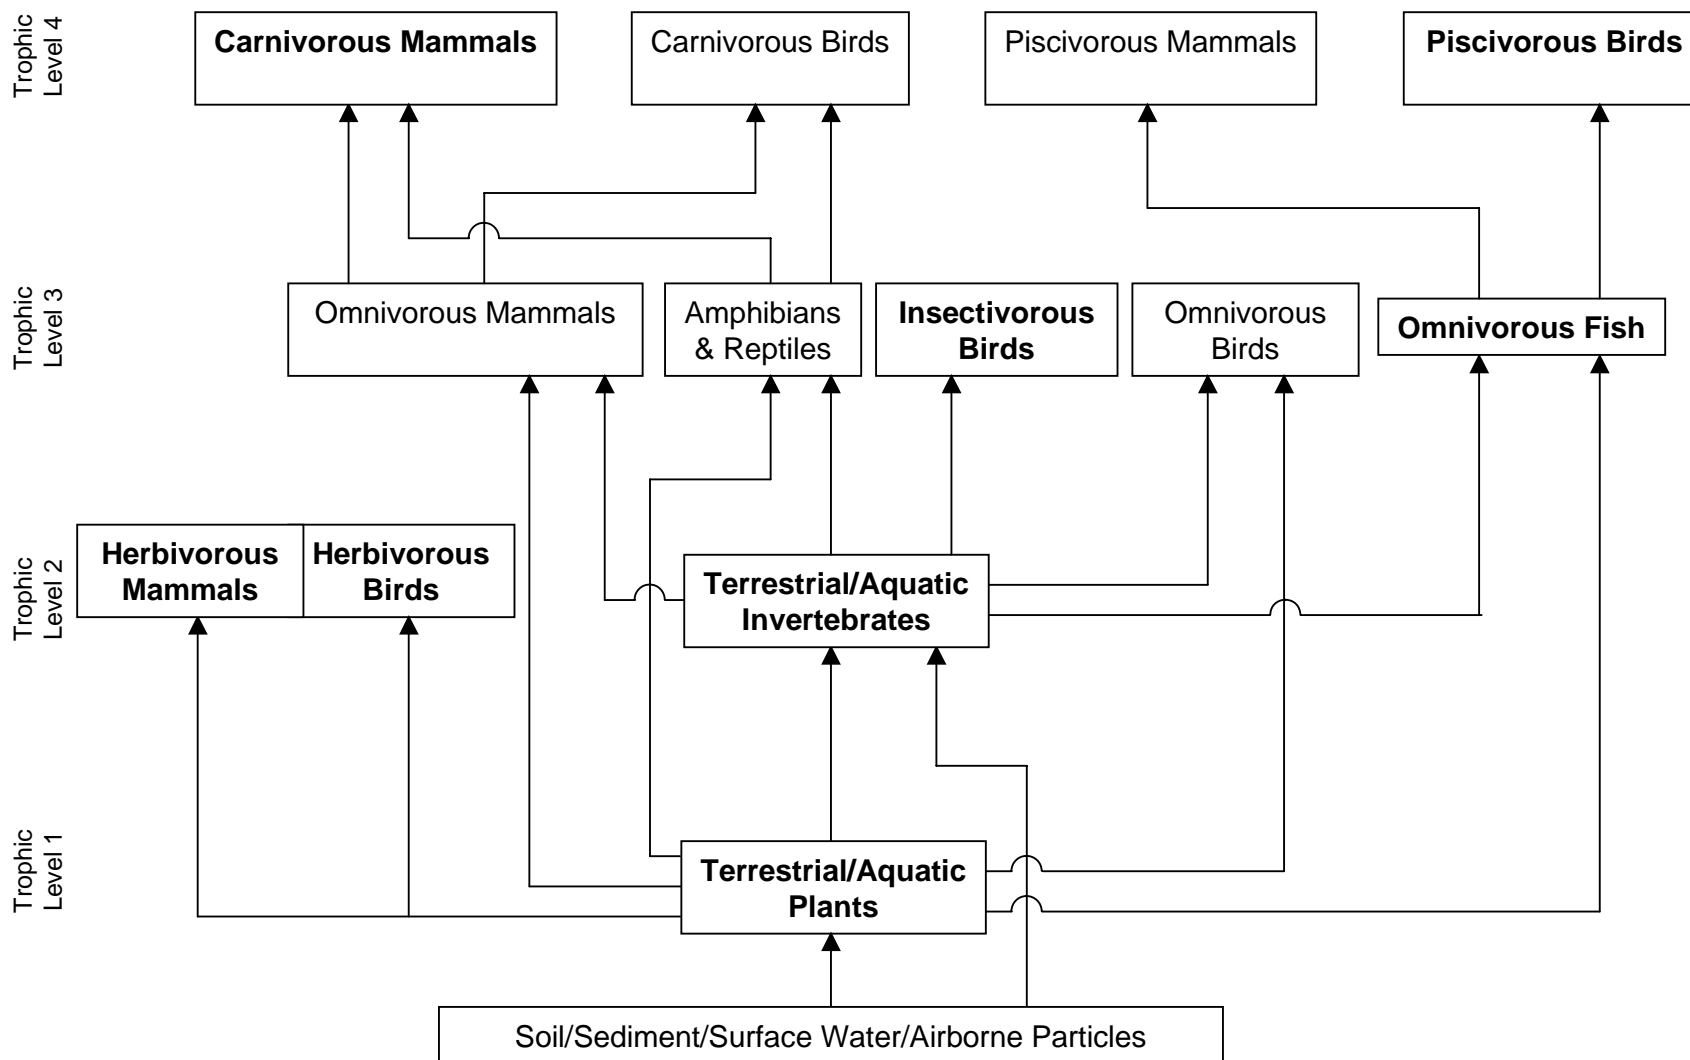 Trophic
Level 4
Carnivorous Mammals
Carnivorous Birds
Piscivorous Mammals
Piscivorous Birds
Trophic
Level 3
Omnivorous Mammals
Amphibians
& Reptiles
Insectivorous
Birds
Omnivorous
Birds
Omnivorous Fish
Trophic
Level 2
Herbivorous
Mammals
Herbivorous
Birds
Terrestrial/Aquatic
Invertebrates
Trophic
Level 1
Terrestrial/Aquatic
Plants
Soil/Sediment/Surface Water/Airborne Particles